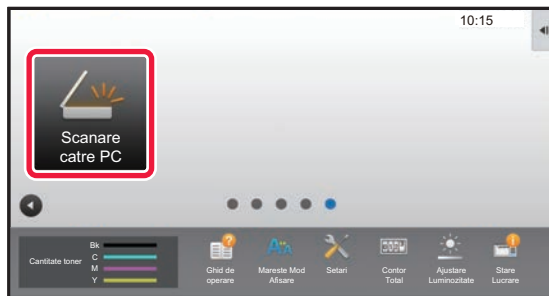 10:15
Scanare
catre PC
Cantitate toner
Bk
C
M
Y
Ghid de
operare
Mareste Mod
Afisare
Setari
Contor
Total
Ajustare
Luminozitate
Stare
Lucrare